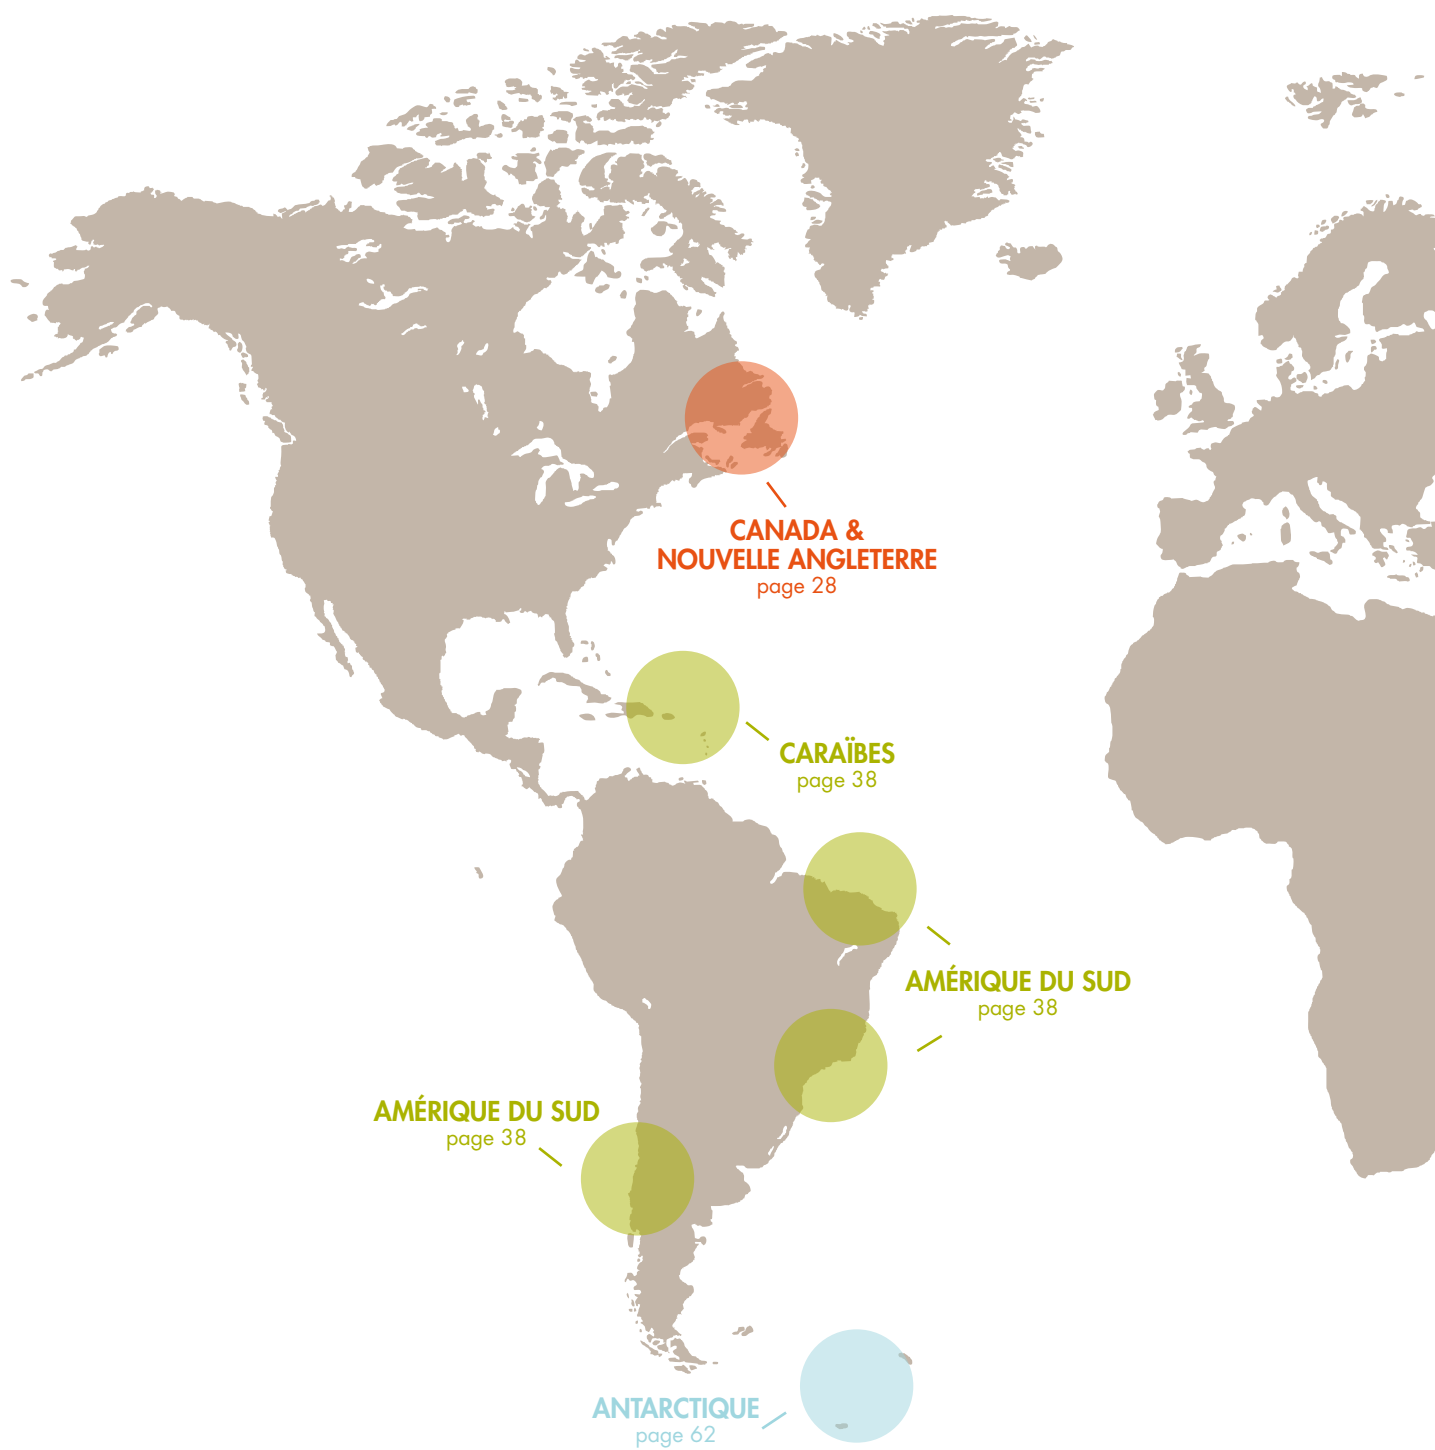 CANADA &
NOUVELLE ANGLETERRE
page 28
CARAÏBES
page 38
AMÉRIQUE DU SUD
page 38
AMÉRIQUE DU SUD
page 38
ANTARCTIQUE
page 62